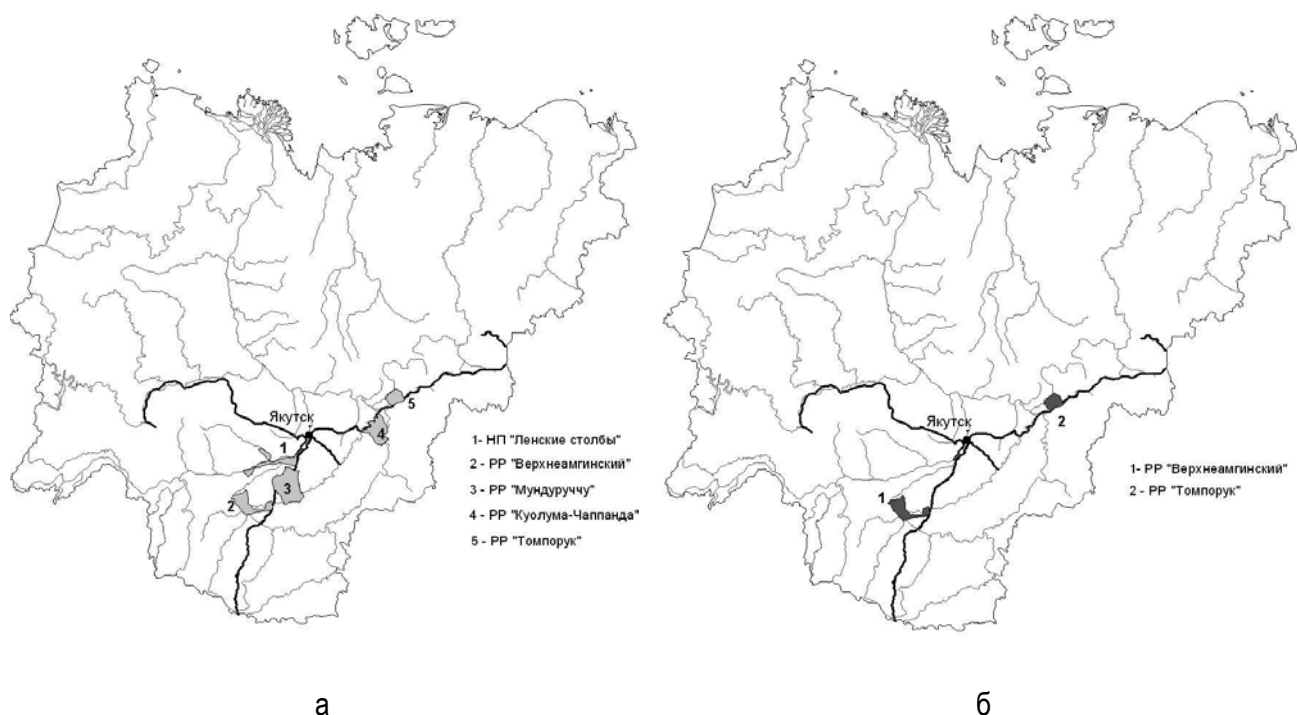 Якутск
1
2
3
4
5
1- НП "Ленские столбы"
2 - РР "Верхнеамгинский"
3 - РР "Мундуруччу"
4 - РР "Куолума-Чаппанда"
5 - РР "Томпорук"
а
Якутск
1
2
1- РР "Верхнеамгинский"
2 - РР "Томпорук"
б